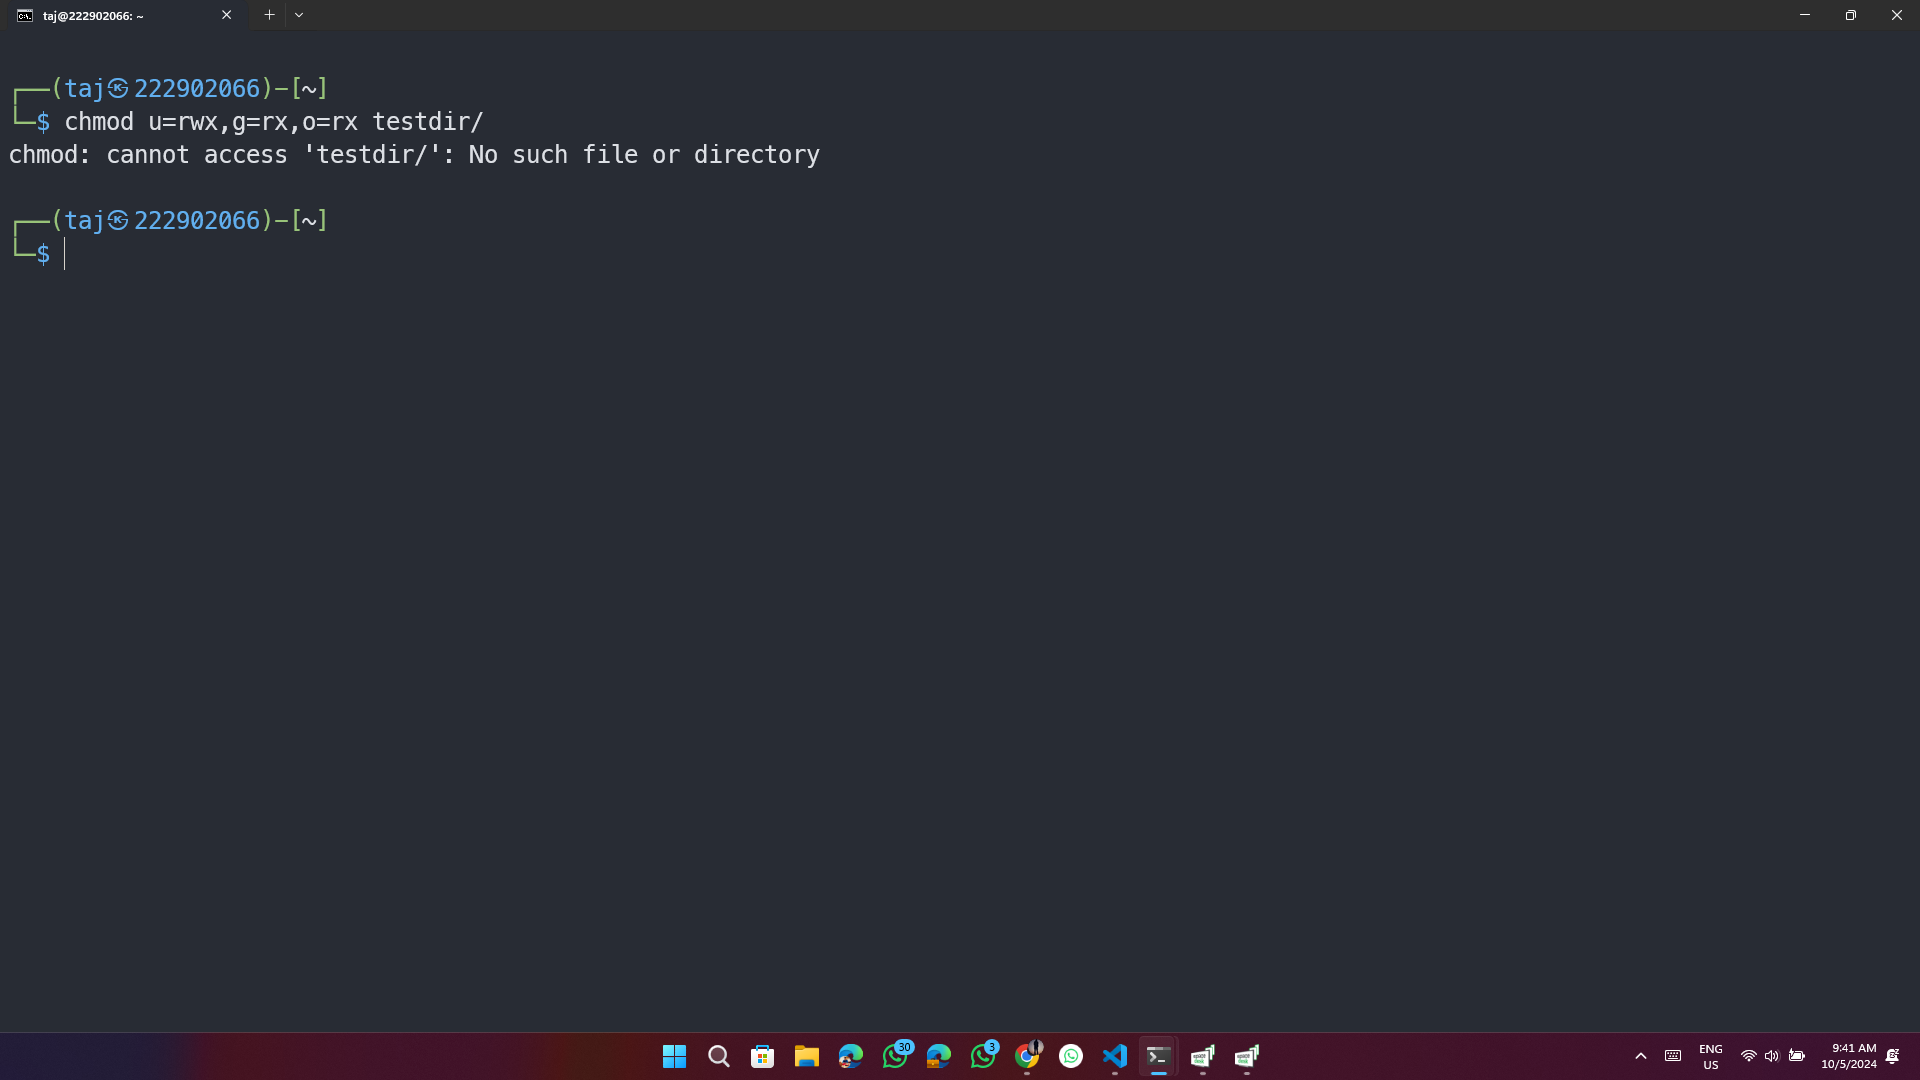 taj@222902066: ~
┌──(taj㉿222902066)-[~]
└─$ chmod u=rwx,g=rx,o=rx testdir/
chmod: cannot access 'testdir/': No such file or directory
┌──(taj㉿222902066)-[~]
└─$
30
3
ENG
US
9:41 AM
10/5/2024